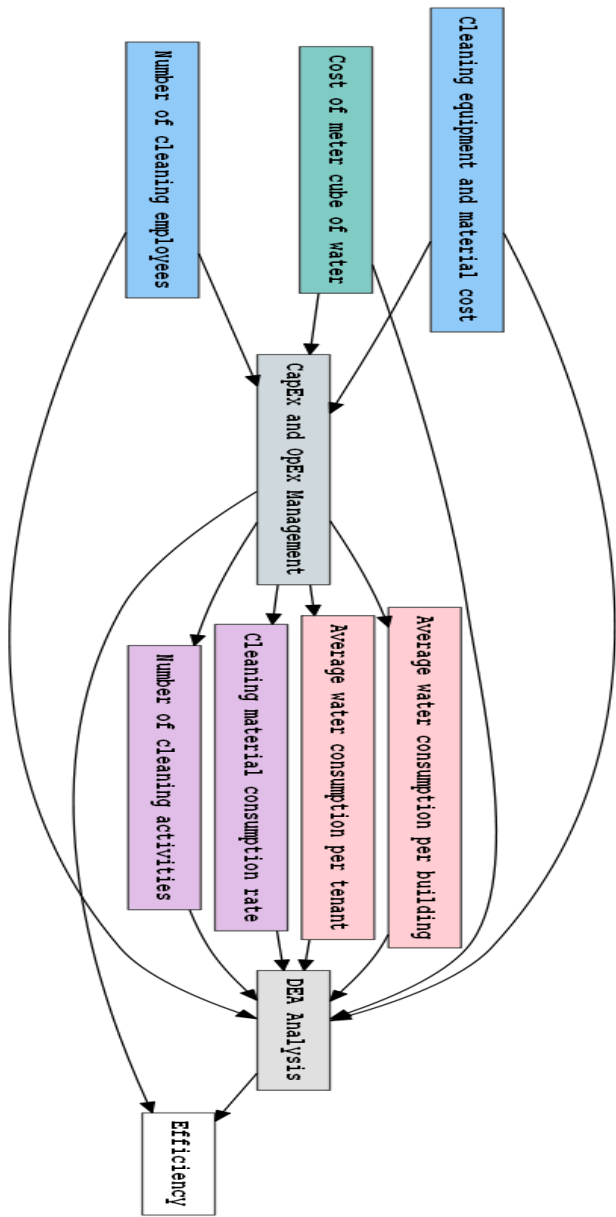 Cleaning equipment and material cost
Cost of meter cube of water
Number of cleaning employees
CapEx and OpEx Management
Average water consumption per building
Average water consumption per tenant
Cleaning material consumption rate
Number of cleaning activities
DEA Analysis
Efficiency